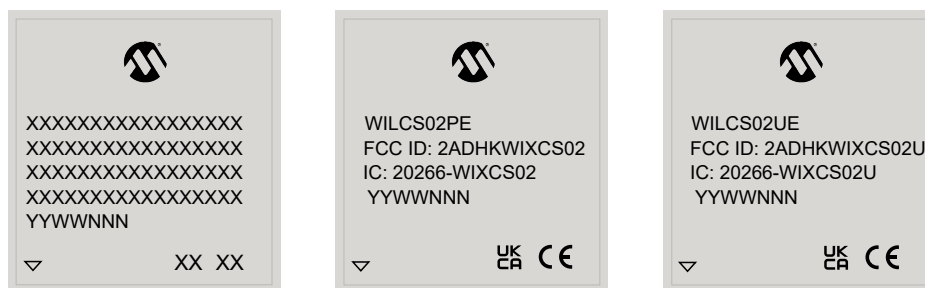 XXXXXXXXXXXXXXXXX
XXXXXXXXXXXXXXXXX
XXXXXXXXXXXXXXXXX
XXXXXXXXXXXXXXXXX
YYWWNNN
XX XX
WILCS02PE
FCC ID: 2ADHKWIXCS02
IC: 20266-WIXCS02
YYWWNNN
UK
CA CE
WILCS02UE
FCC ID: 2ADHKWIXCS02U
IC: 20266-WIXCS02U
YYWWNNN
UK
CA CE